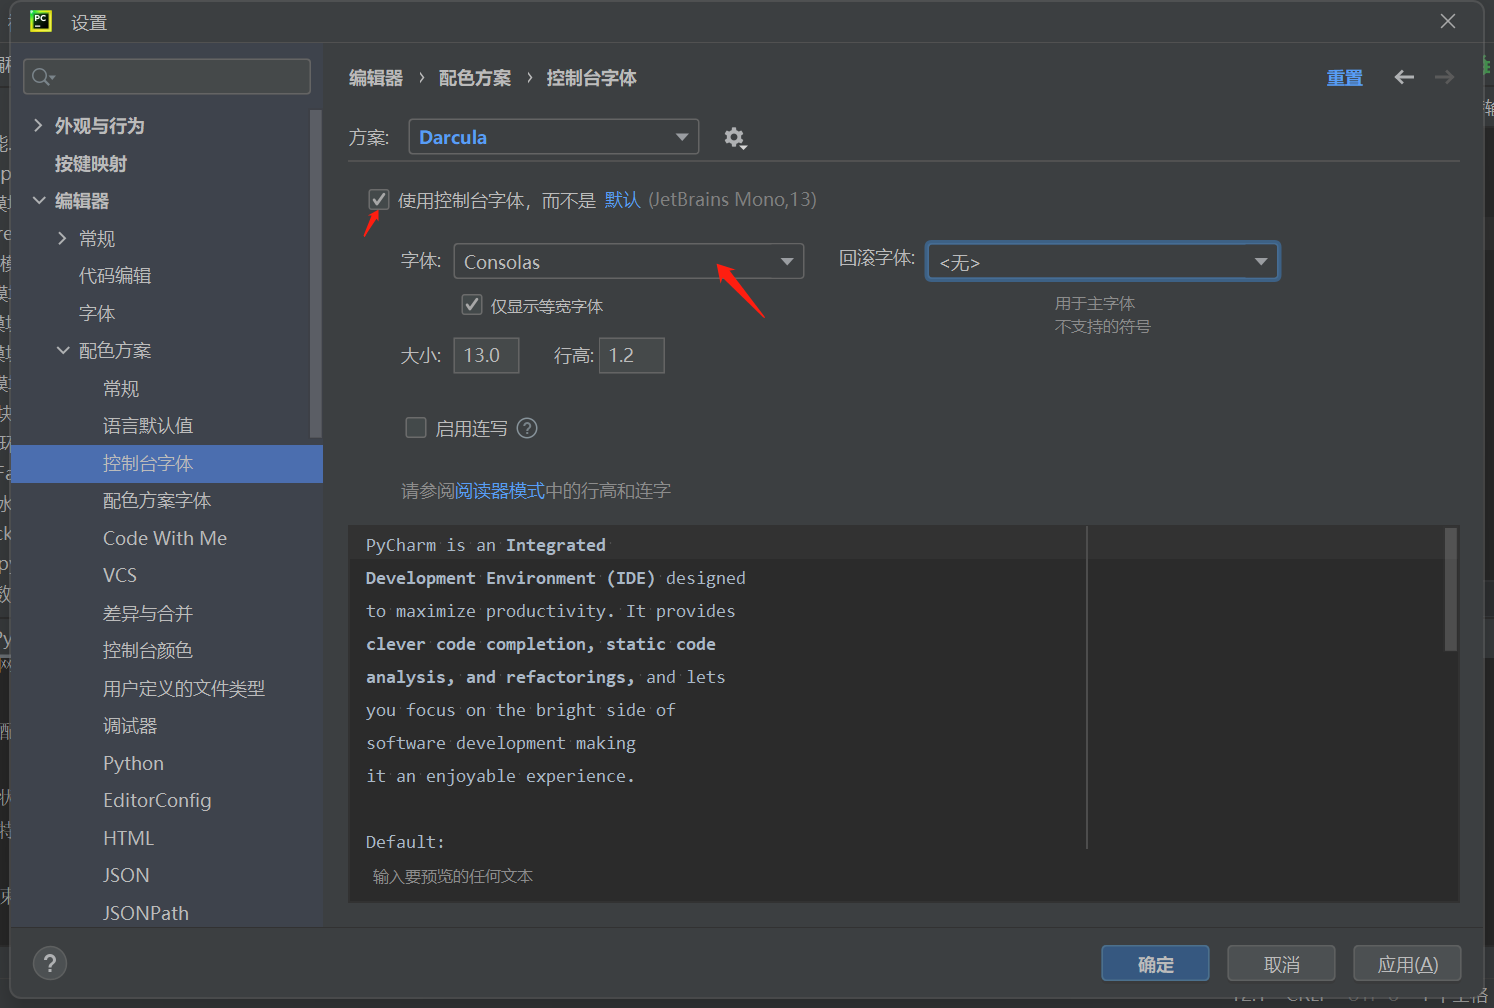 PC
设置
外观与行为
按键映射
编辑器
常规
代码编辑
字体
配色方案
常规
语言默认值
控制台字体
配色方案字体
Code With Me
VCS
差异与合并
控制台颜色
用户定义的文件类型
调试器
Python
EditorConfig
HTML
JSON
JSONPath
编辑器 › 配色方案 › 控制台字体
重置
方案: Darcula
使用控制台字体，而不是 默认 (JetBrains Mono,13)
字体: Consolas
回滚字体: <无>
仅显示等宽字体
用于主字体
不支持的符号
大小: 13.0 行高: 1.2
启用连写 ?
请参阅阅读器模式中的行高和连字
PyCharm is an Integrated
Development Environment (IDE) designed
to maximize productivity. It provides
clever code completion, static code
analysis, and refactorings, and lets
you focus on the bright side of
software development making
it an enjoyable experience.
Default:
输入要预览的任何文本
?
确定 取消 应用(A)